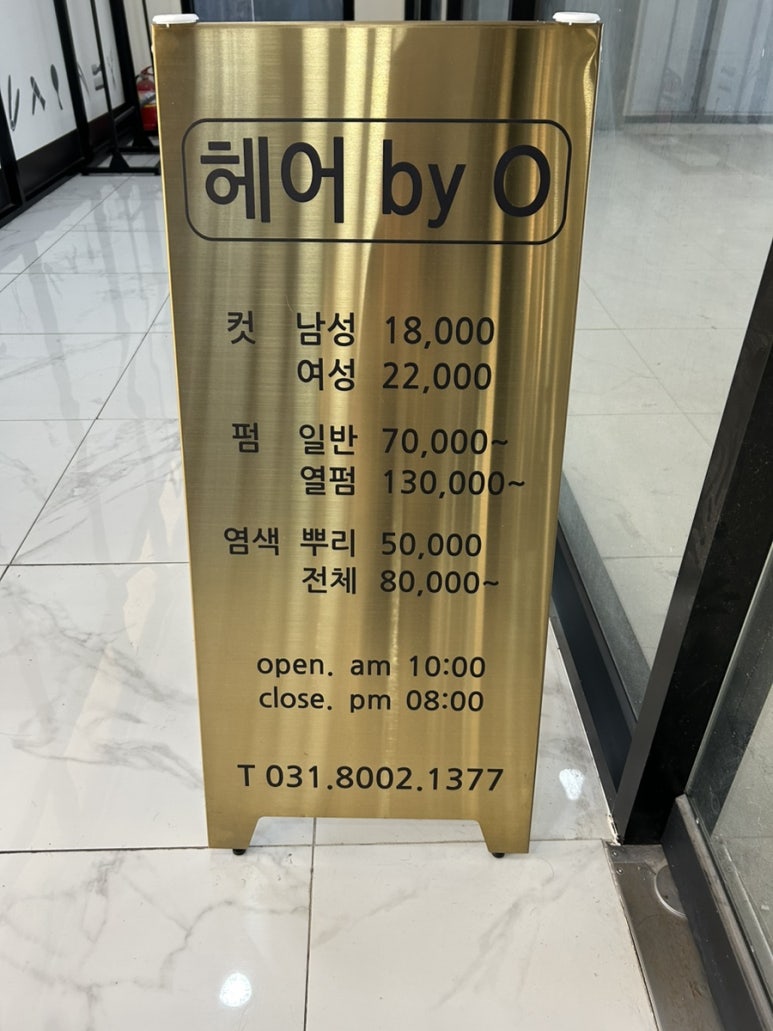 헤어 by O
컷 남성 18,000
여성 22,000
펌 일반 70,000~
열펌 130,000~
염색 뿌리 50,000
전체 80,000~
open. am 10:00
close. pm 08:00
T 031.8002.1377